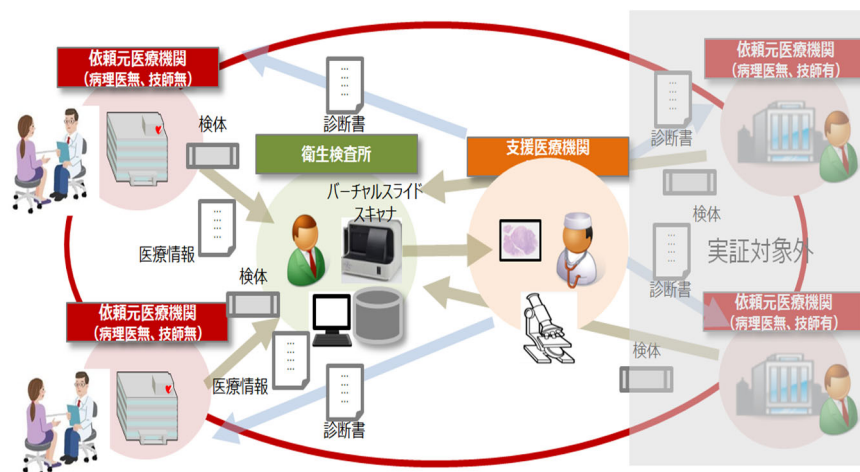 依頼元医療機関
（病理医無、技師無）
検体
診断書
医療情報
衛生検査所
バーチャルスライド
スキャナ
支援医療機関
依頼元医療機関
（病理医無、技師有）
診断書
検体
実証対象外
診断書
依頼元医療機関
（病理医無、技師無）
検体
医療情報
診断書
依頼元医療機関
（病理医無、技師有）
検体